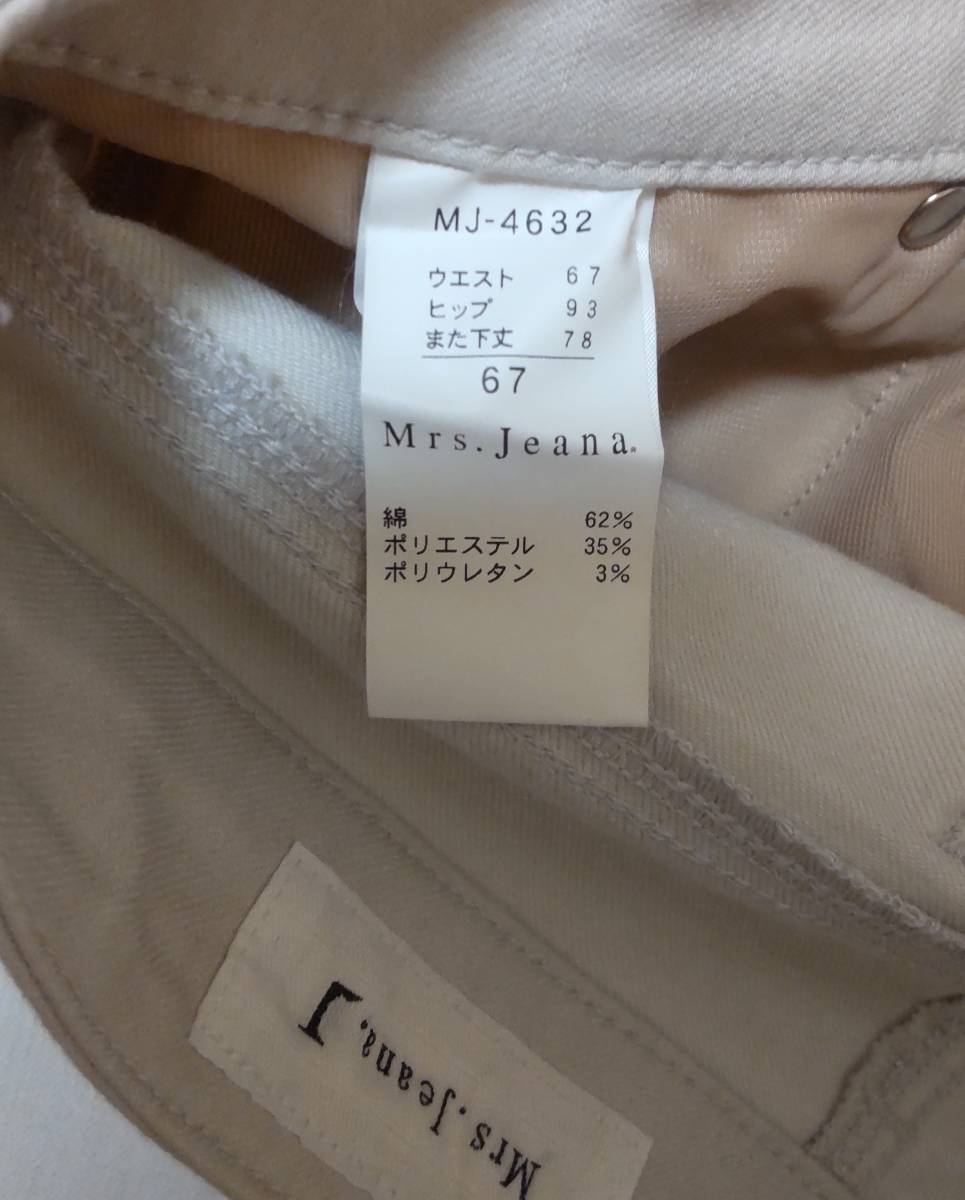 MJ-4632
ウエスト 67
ヒップ 93
また下丈 78
67
Mrs.Jeana.
綿 62%
ポリエステル 35%
ポリウレタン 3%
Mrs.Jeana.J